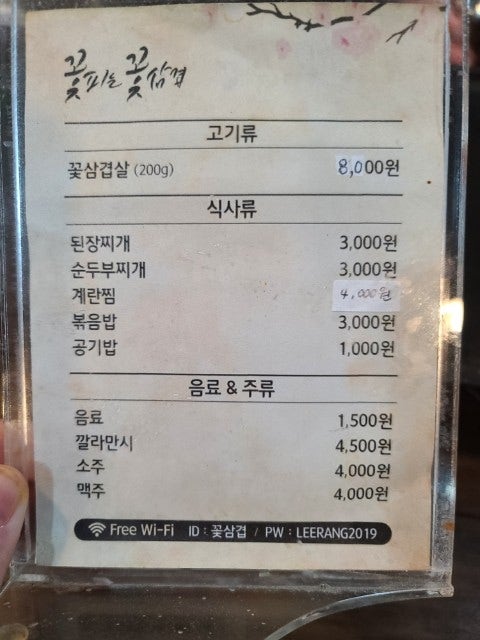 꽃피는 꽃삼겹
고기류
꽃삼겹살 (200g) 8,000원
식사류
된장찌개 3,000원
순두부찌개 3,000원
계란찜 4,000원
볶음밥 3,000원
공기밥 1,000원
음료 & 주류
음료 1,500원
깔라만시 4,500원
소주 4,000원
맥주 4,000원
Free Wi-Fi ID : 꽃삼겹 / PW : LEERANG2019